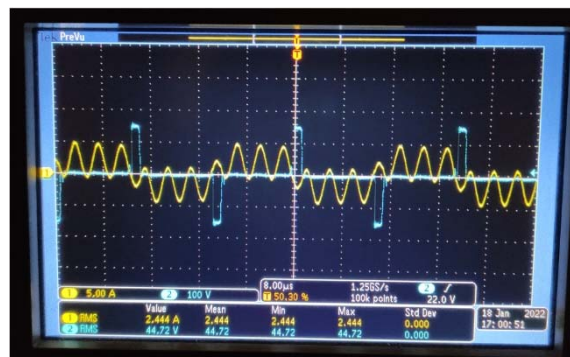 Tek PreVu
T
1
1 5.00 A 2 100 V 8.00µs 1.25GS/s 2
T 50.30 % 100k points 22.0 V
Value Mean Min Max Std Dev
1 RMS 2.444 A 2.444 2.444 2.444 0.000
2 RMS 44.72 V 44.72 44.72 44.72 0.000
18 Jan 2022
17: 00: 51